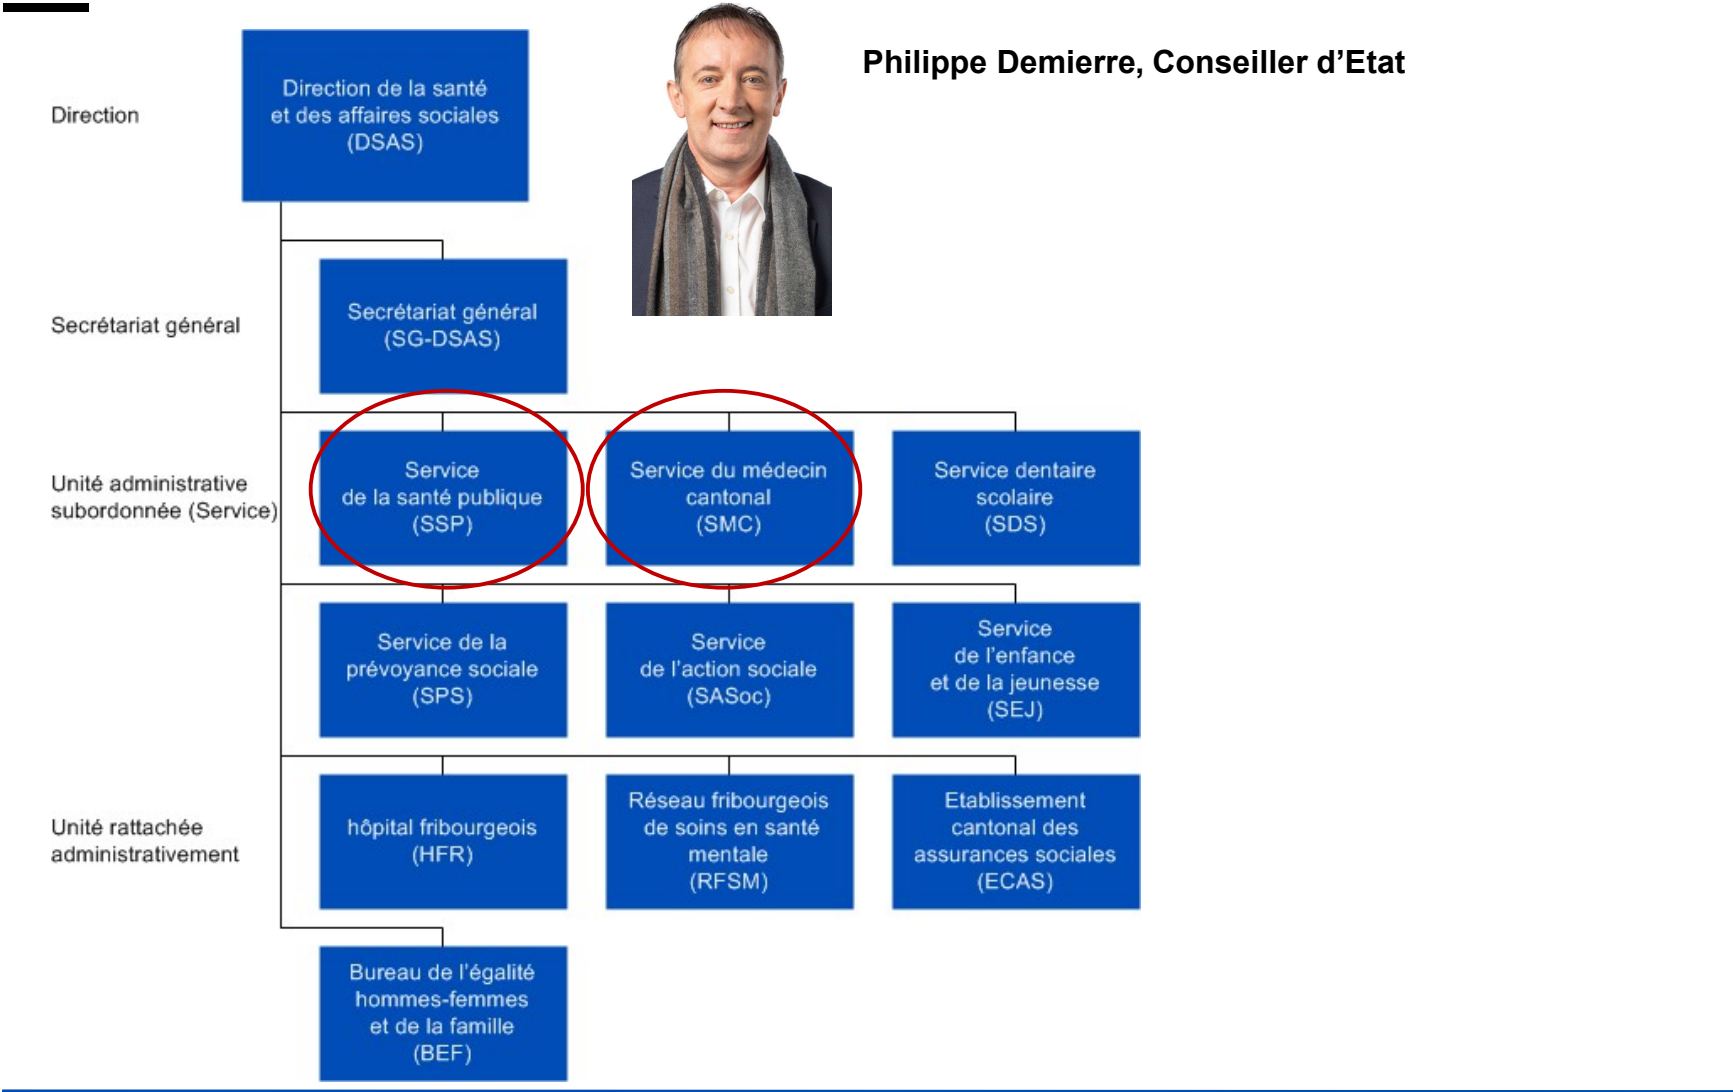 Philippe Demierre, Conseiller d’Etat
Direction
Direction de la santé
et des affaires sociales
(DSAS)
Secrétariat général
Secrétariat général
(SG-DSAS)
Unité administrative
subordonnée (Service)
Service
de la santé publique
(SSP)
Service du médecin
cantonal
(SMC)
Service dentaire
scolaire
(SDS)
Service de la
prévoyance sociale
(SPS)
Service
de l'action sociale
(SASoc)
Service
de l'enfance
et de la jeunesse
(SEJ)
Unité rattachée
administrativement
hôpital fribourgeois
(HFR)
Réseau fribourgeois
de soins en santé
mentale
(RFSM)
Etablissement
cantonal des
assurances sociales
(ECAS)
Bureau de l'égalité
hommes-femmes
et de la famille
(BEF)